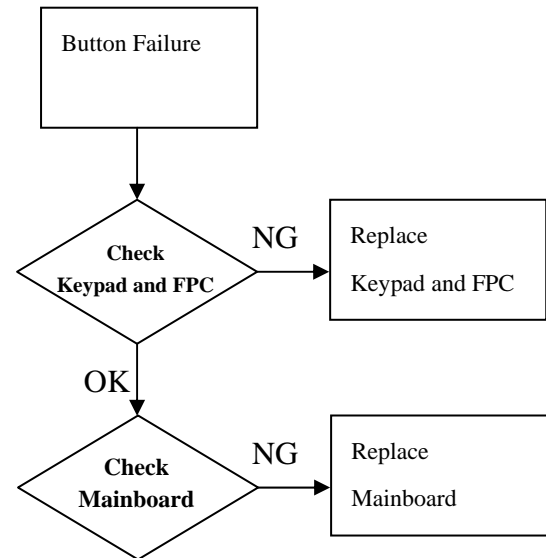 Button Failure
Check
Keypad and FPC
NG
Replace
Keypad and FPC
OK
Check
Mainboard
NG
Replace
Mainboard